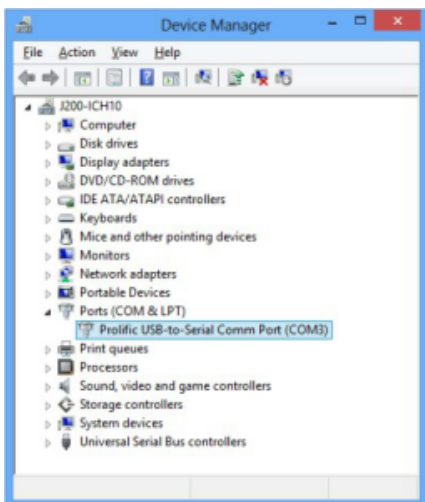 Device Manager
File Action View Help
J200-ICH10
Computer
Disk drives
Display adapters
DVD/CD-ROM drives
IDE ATA/ATAPI controllers
Keyboards
Mice and other pointing devices
Monitors
Network adapters
Portable Devices
Ports (COM & LPT)
Prolific USB-to-Serial Comm Port (COM3)
Print queues
Processors
Sound, video and game controllers
Storage controllers
System devices
Universal Serial Bus controllers